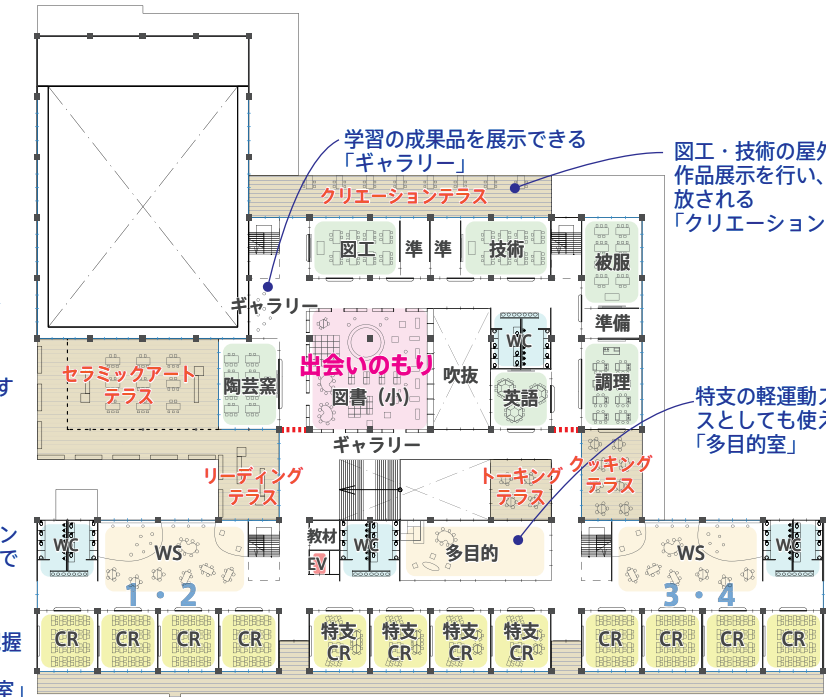 学習の成果品を展示できる
「ギャラリー」
図工・技術の屋外
作品展示を行い、
放される
「クリエーション
クリエーションテラス
図工
準
準
技術
被服
ギャラリー
準備
WC
出会いのもり
図書（小）
吹抜
英語
調理
セラミックアート
テラス
陶芸窯
す
特支の軽運動ス
スとしても使え
「多目的室」
ギャラリー
リーディング
テラス
トーキング
テラス
クッキング
テラス
ン
で
WC
WS
教材
EV
WC
多目的
WS
WC
1・2
3・4
握
CR
CR
CR
CR
特支
CR
特支
CR
特支
CR
特支
CR
CR
CR
CR
CR
室」